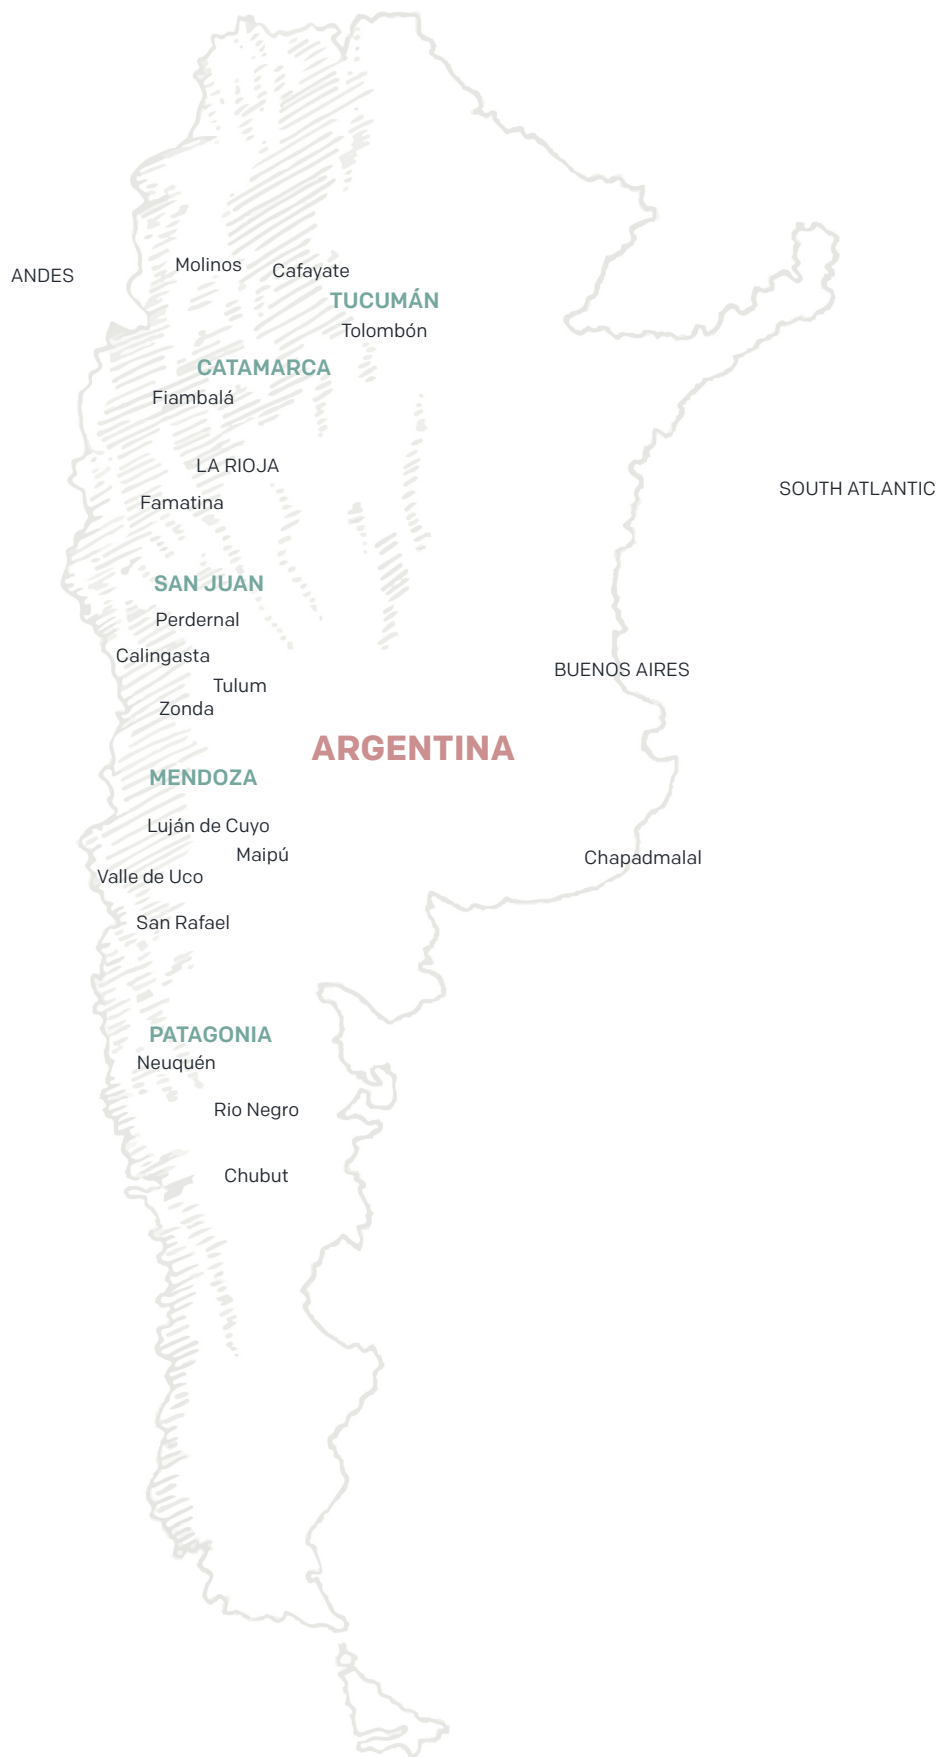 Molinos
Cafayate
ANDES
TUCUMÁN
Tolombón
CATAMARCA
Fiambalá
LA RIOJA
SOUTH ATLANTIC
Famatina
SAN JUAN
Perdernal
Calingasta
BUENOS AIRES
Tulum
Zonda
ARGENTINA
MENDOZA
Luján de Cuyo
Maipú
Chapadmalal
Valle de Uco
San Rafael
PATAGONIA
Neuquén
Rio Negro
Chubut